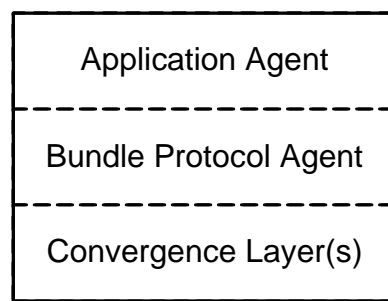 Application Agent
Bundle Protocol Agent
Convergence Layer(s)